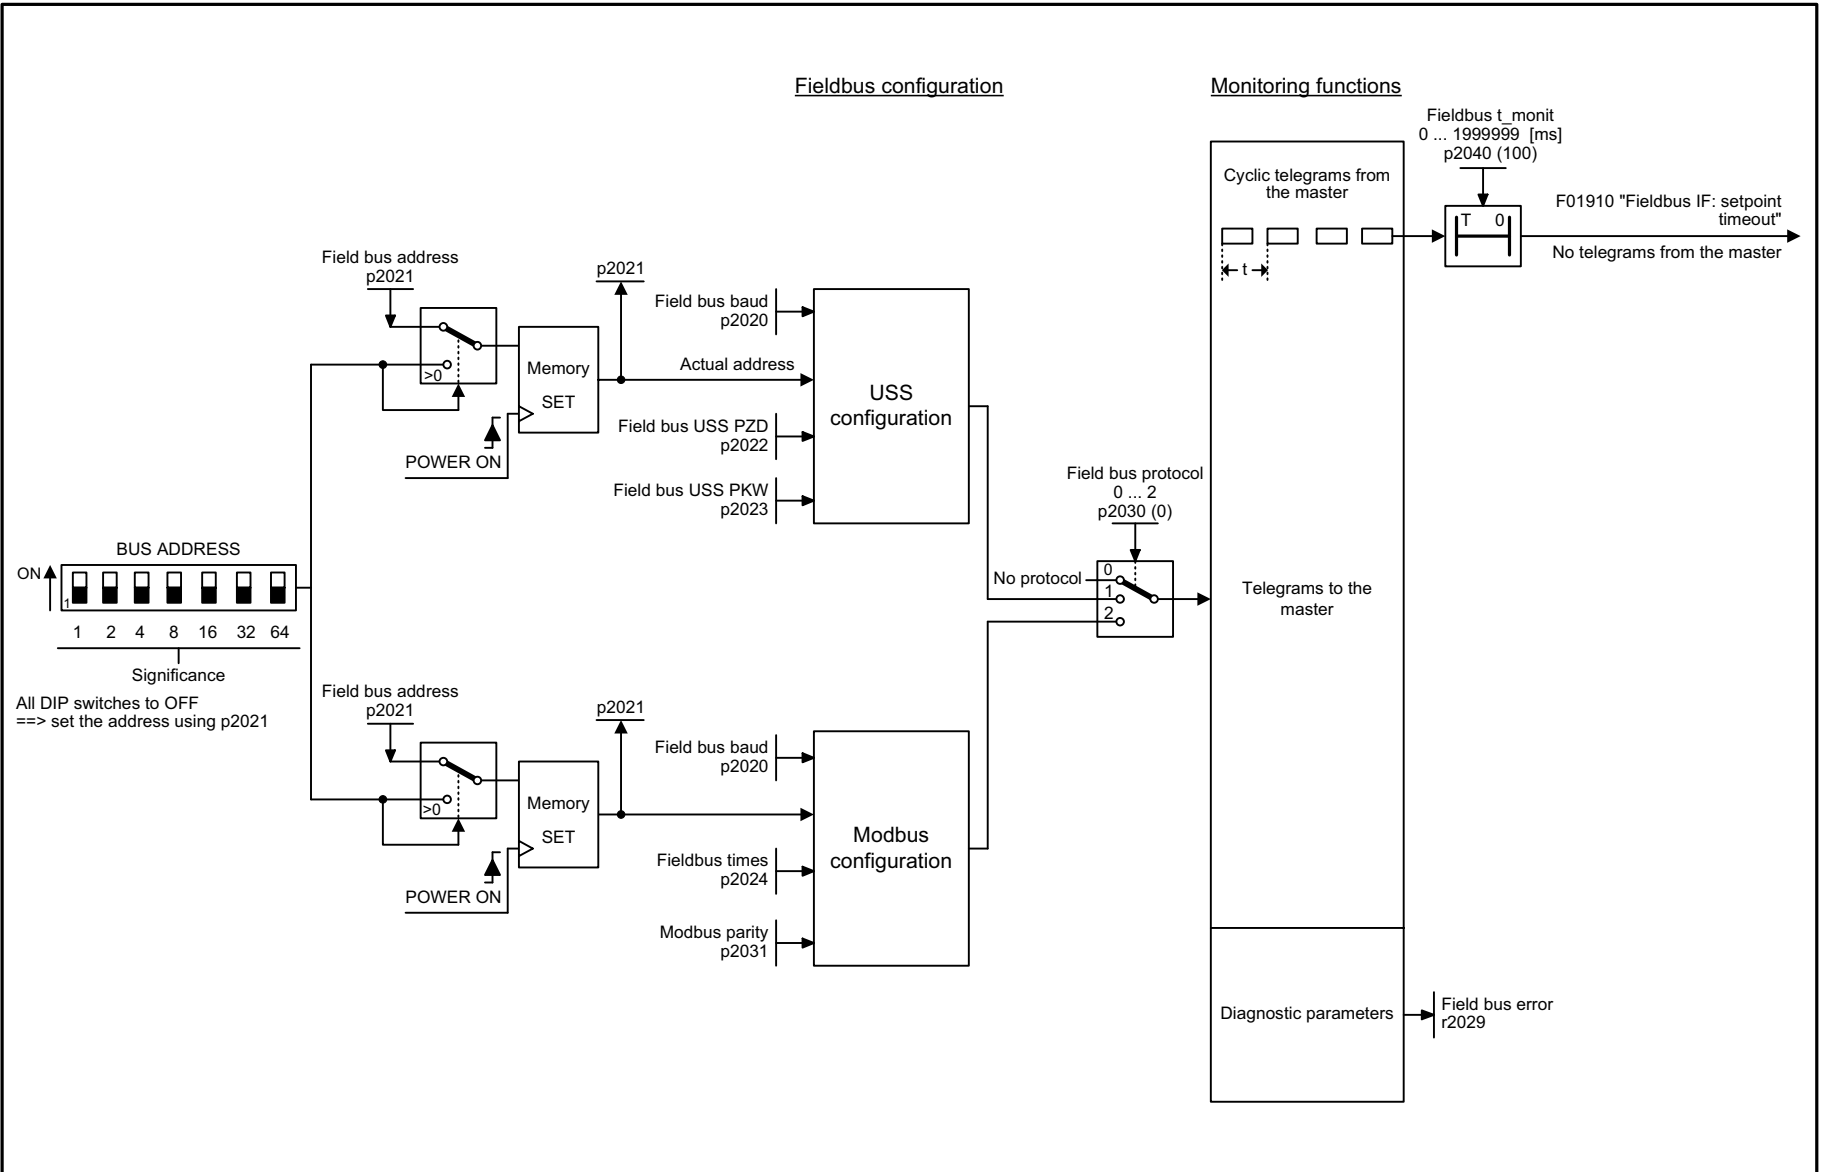 Fieldbus configuration
Monitoring functions
Fieldbus t_monit
0 ... 1999999 [ms]
p2040 (100)
Cyclic telegrams from
the master
T 0
F01910 "Fieldbus IF: setpoint
timeout"
No telegrams from the master
t
Field bus address
p2021
>0
Memory
SET
POWER ON
p2021
Field bus baud
p2020
Actual address
Field bus USS PZD
p2022
Field bus USS PKW
p2023
USS
configuration
Field bus protocol
0 ... 2
p2030 (0)
No protocol
0
1
2
Telegrams to the
master
BUS ADDRESS
ON
1
1 2 4 8 16 32 64
Significance
All DIP switches to OFF
==> set the address using p2021
Field bus address
p2021
>0
Memory
SET
POWER ON
p2021
Field bus baud
p2020
Fieldbus times
p2024
Modbus parity
p2031
Modbus
configuration
Diagnostic parameters
Field bus error
r2029